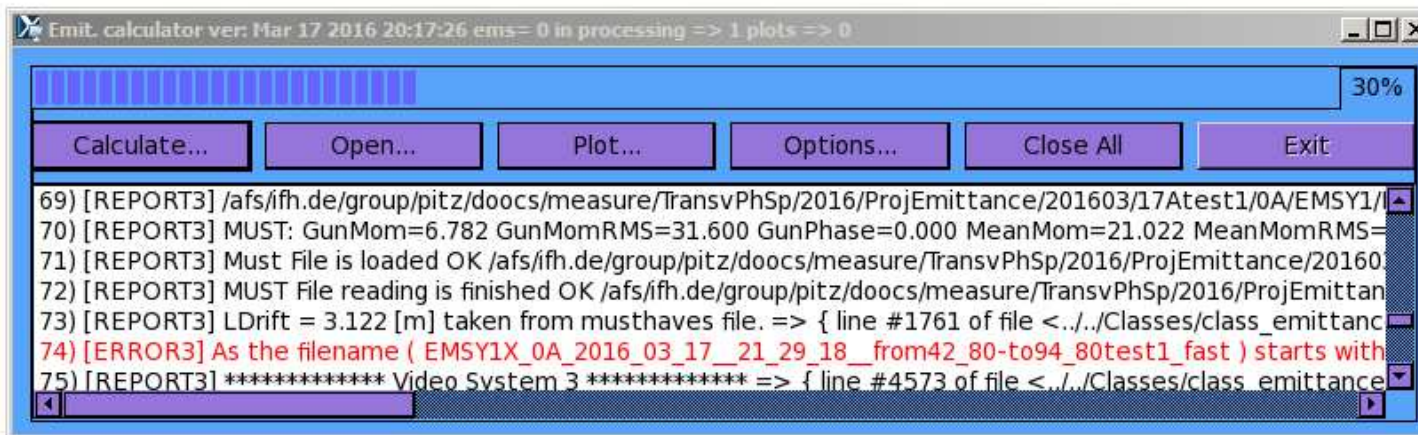 Emit. calculator ver: Mar 17 2016 20:17:26 ems= 0 in processing => 1 plots => 0
30%
Calculate... Open... Plot... Options... Close All Exit
69) [REPORT3] /afs/ifh.de/group/pitz/doocs/measure/TransvPhSp/2016/ProjEmittance/201603/17Atest1/0A/EMSY1/
70) [REPORT3] MUST: GunMom=6.782 GunMomRMS=31.600 GunPhase=0.000 MeanMom=21.022 MeanMomRMS=
71) [REPORT3] Must File is loaded OK /afs/ifh.de/group/pitz/doocs/measure/TransvPhSp/2016/ProjEmittance/20160
72) [REPORT3] MUST File reading is finished OK /afs/ifh.de/group/pitz/doocs/measure/TransvPhSp/2016/ProjEmittan
73) [REPORT3] LDrift = 3.122 [m] taken from musthaves file. => { line #1761 of file <../../Classes/class_emittanc
74) [ERROR3] As the filename ( EMSY1X_0A_2016_03_17__21_29_18__from42_80-to94_80test1_fast ) starts with
75) [REPORT3] ************* Video System 3 ************* => { line #4573 of file <../../Classes/class_emittance